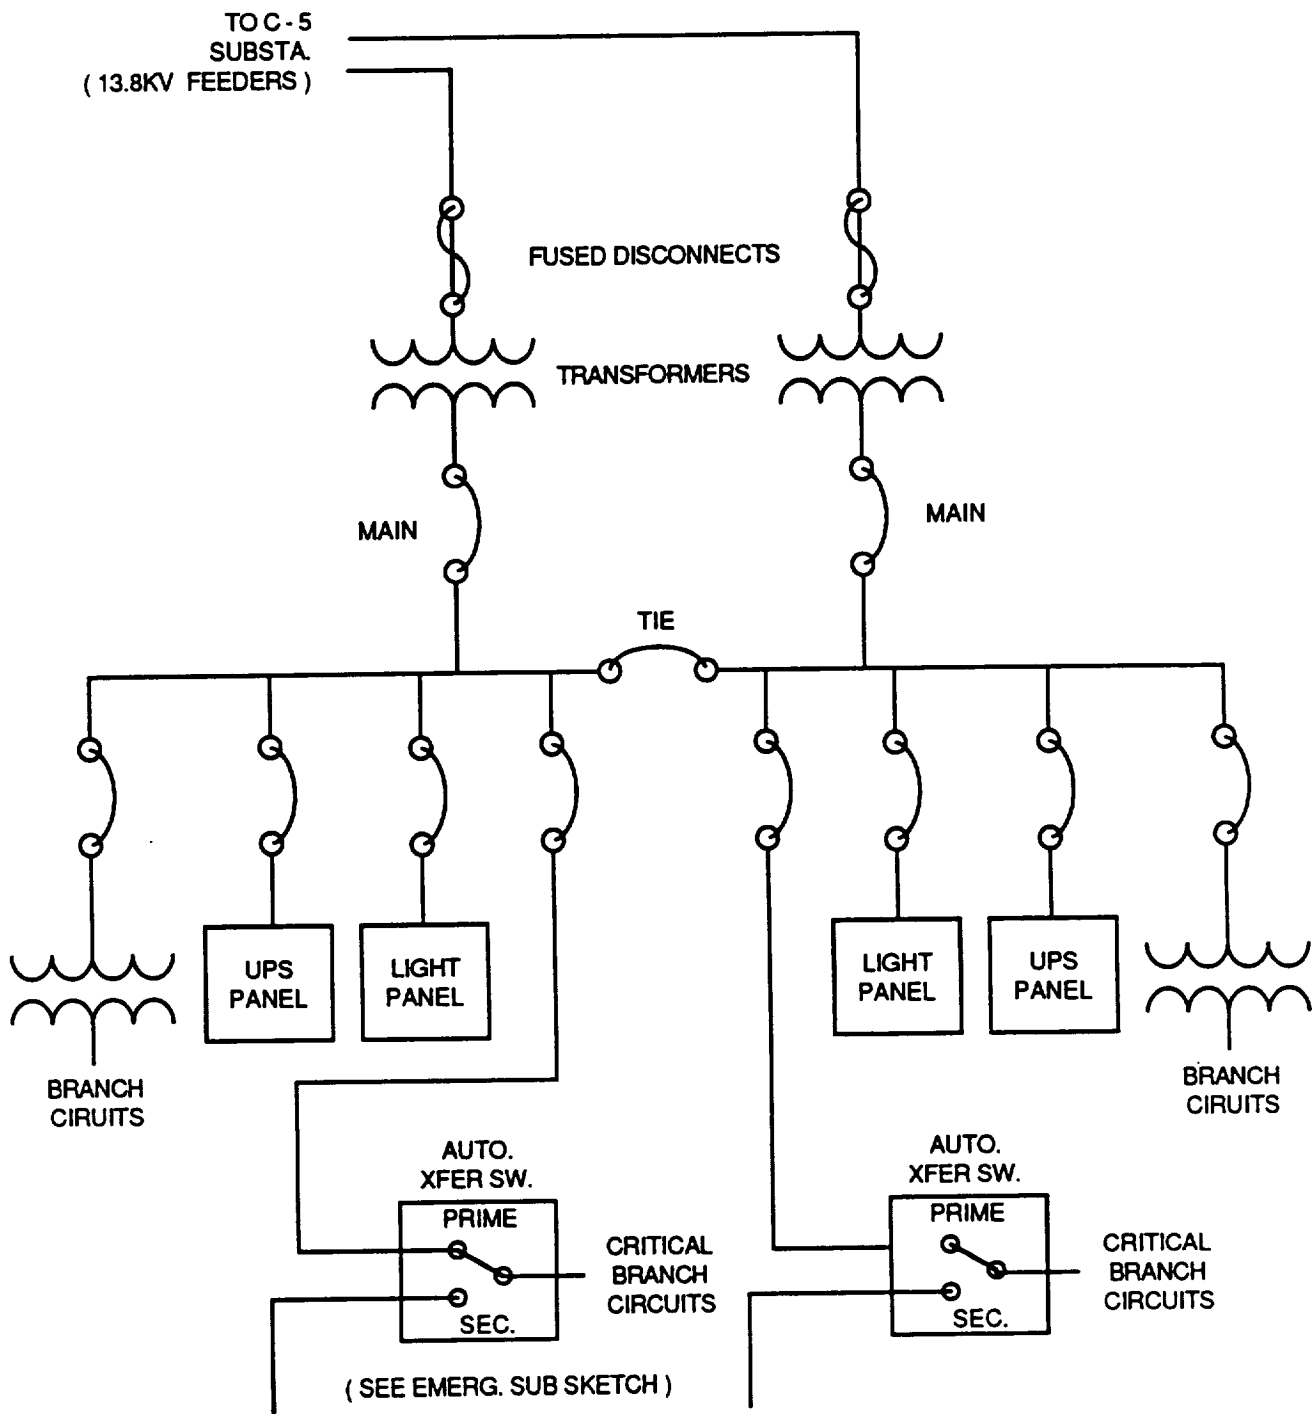 TO C - 5
SUBSTA.
( 13.8KV FEEDERS )
FUSED DISCONNECTS
TRANSFORMERS
MAIN
MAIN
TIE
UPS
PANEL
LIGHT
PANEL
LIGHT
PANEL
UPS
PANEL
BRANCH
CIRUITS
BRANCH
CIRUITS
AUTO.
XFER SW.
PRIME
SEC.
CRITICAL
BRANCH
CIRCUITS
AUTO.
XFER SW.
PRIME
SEC.
CRITICAL
BRANCH
CIRCUITS
( SEE EMERG. SUB SKETCH )